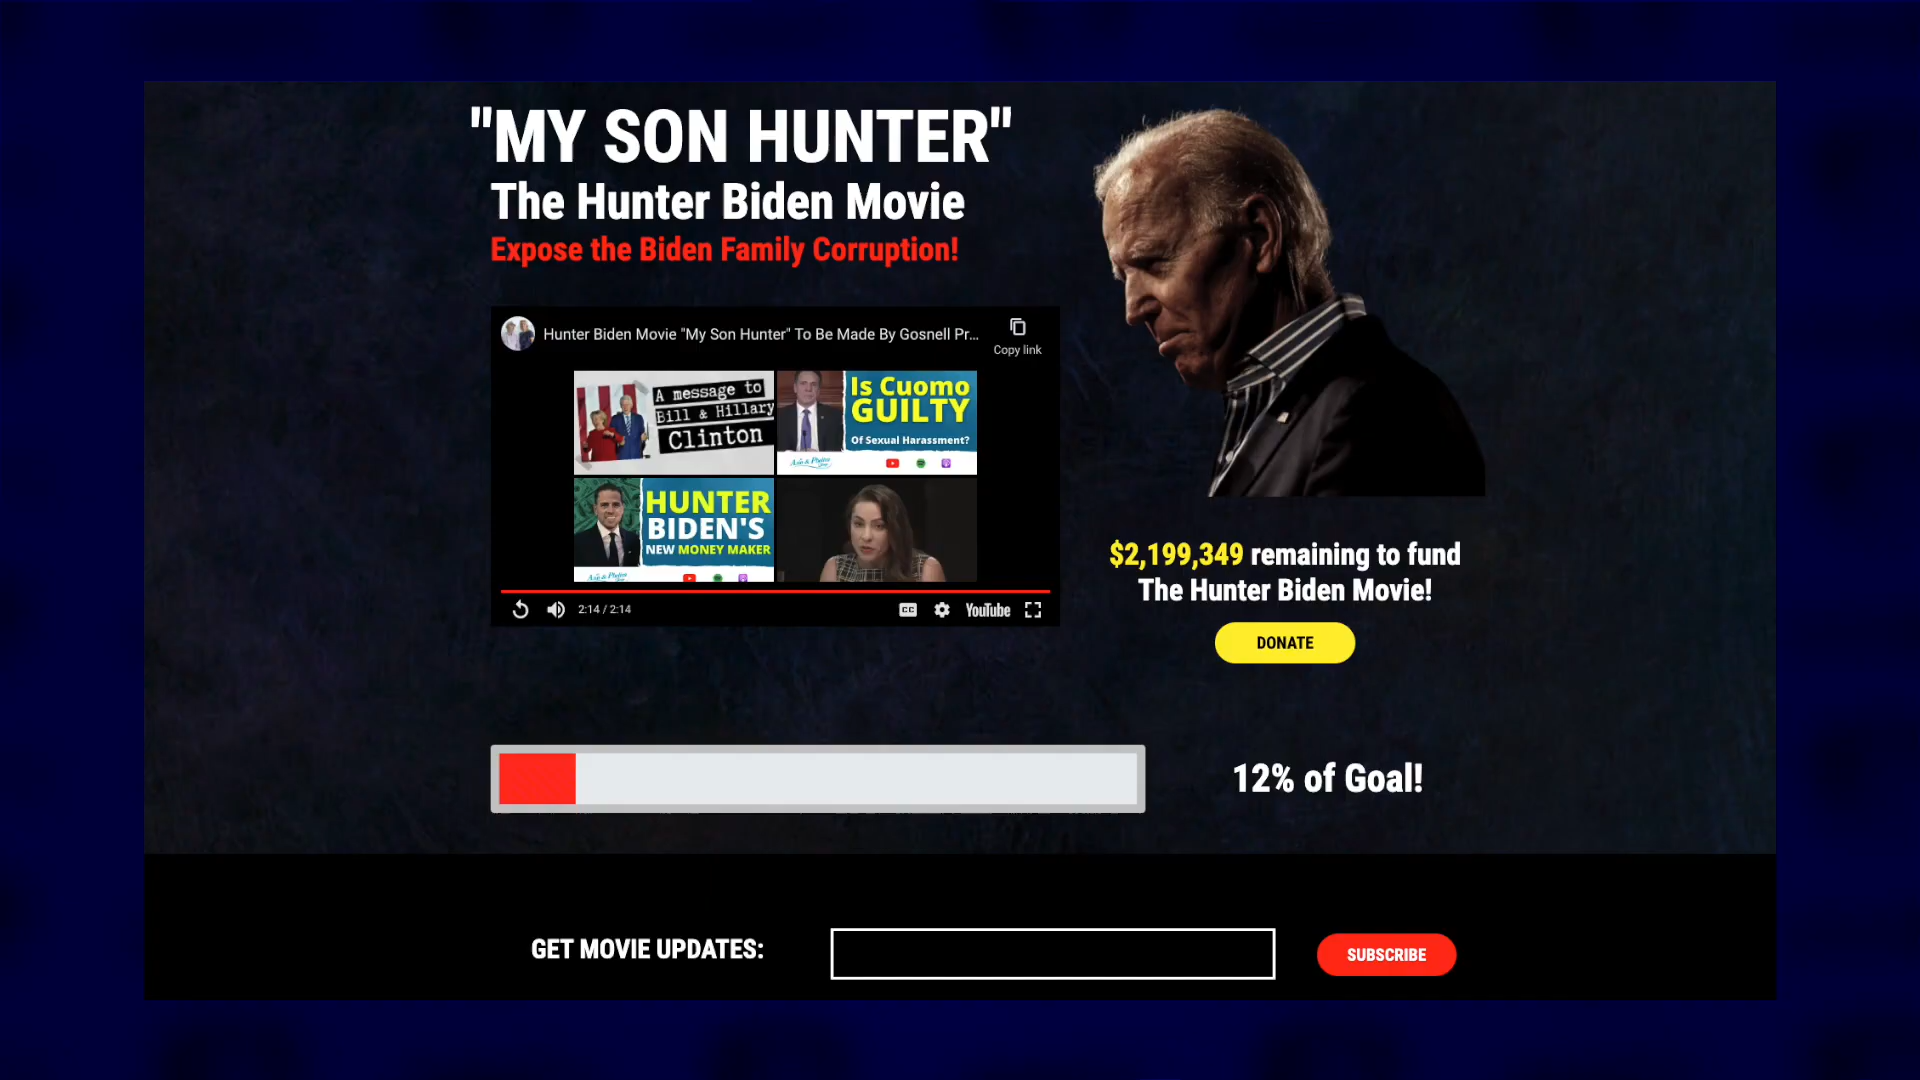 "MY SON HUNTER"
The Hunter Biden Movie
Expose the Biden Family Corruption!
Hunter Biden Movie "My Son Hunter" To Be Made By Gosnell Pr...
Copy link
A message to
Bill & Hillary
Clinton
Is Cuomo
GUILTY
Of Sexual Harassment?
HUNTER
BIDEN'S
NEW MONEY MAKER
2:14 / 2:14
CC
YouTube
$2,199,349 remaining to fund
The Hunter Biden Movie!
DONATE
12% of Goal!
GET MOVIE UPDATES:
SUBSCRIBE